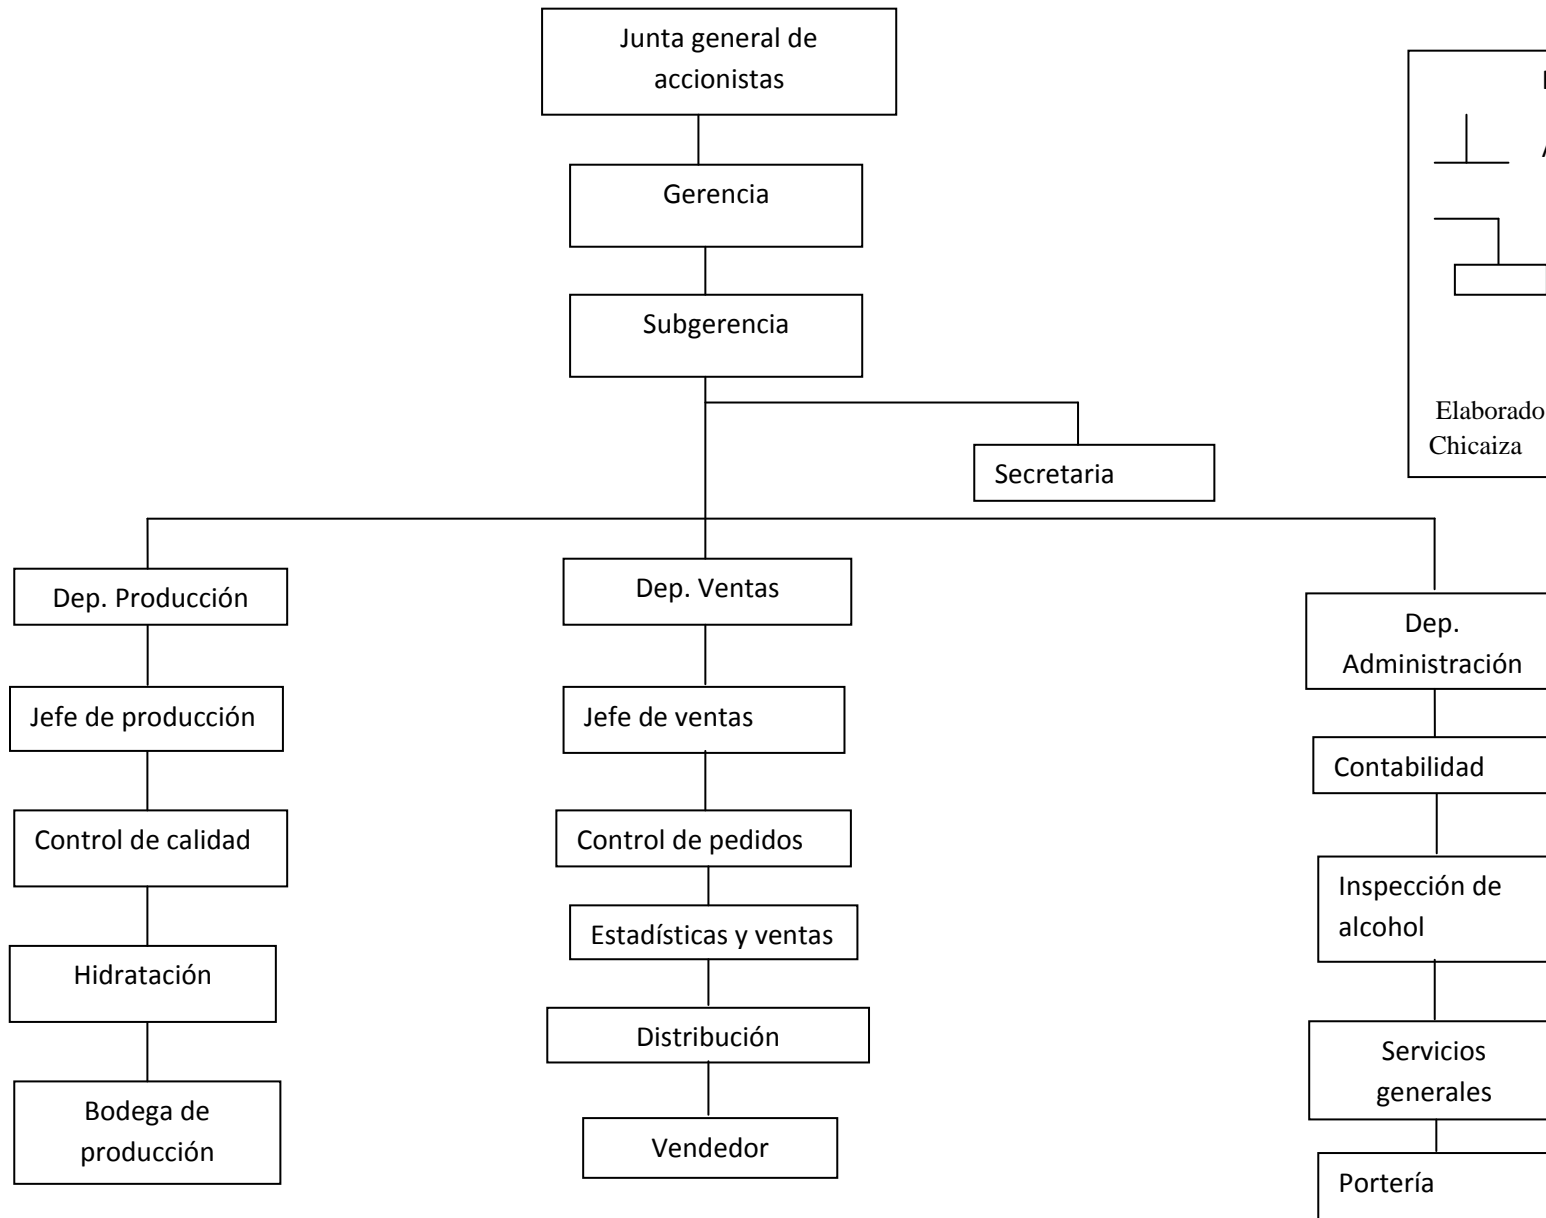 Junta general de
accionistas
Gerencia
Subgerencia
Elaborado
Chicaiza
Secretaria
Dep. Producción
Jefe de producción
Control de calidad
Hidratación
Bodega de
producción
Dep. Ventas
Jefe de ventas
Control de pedidos
Estadísticas y ventas
Distribución
Vendedor
Dep.
Administración
Contabilidad
Inspección de
alcohol
Servicios
generales
Portería